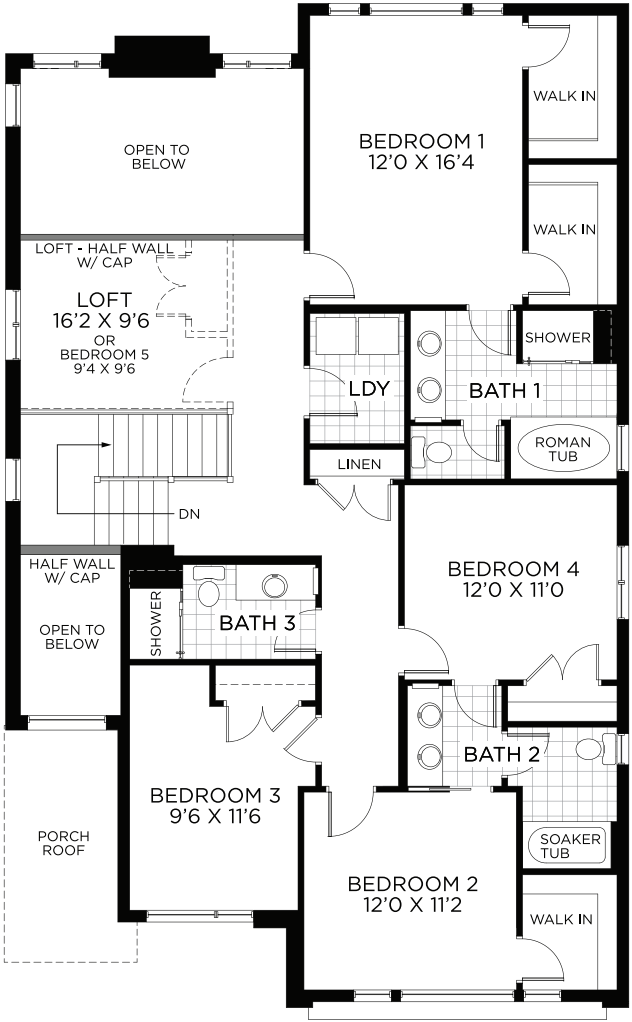 WALK IN
OPEN TO
BELOW
BEDROOM 1
12'0 X 16'4
WALK IN
LOFT - HALF WALL
W/ CAP
LOFT
16'2 X 9'6
OR
BEDROOM 5
9'4 X 9'6
SHOWER
LDY
BATH 1
ROMAN
TUB
LINEN
DN
HALF WALL
W/ CAP
BEDROOM 4
12'0 X 11'0
SHOWER
BATH 3
OPEN TO
BELOW
BATH 2
BEDROOM 3
9'6 X 11'6
PORCH
ROOF
SOAKER
TUB
BEDROOM 2
12'0 X 11'2
WALK IN